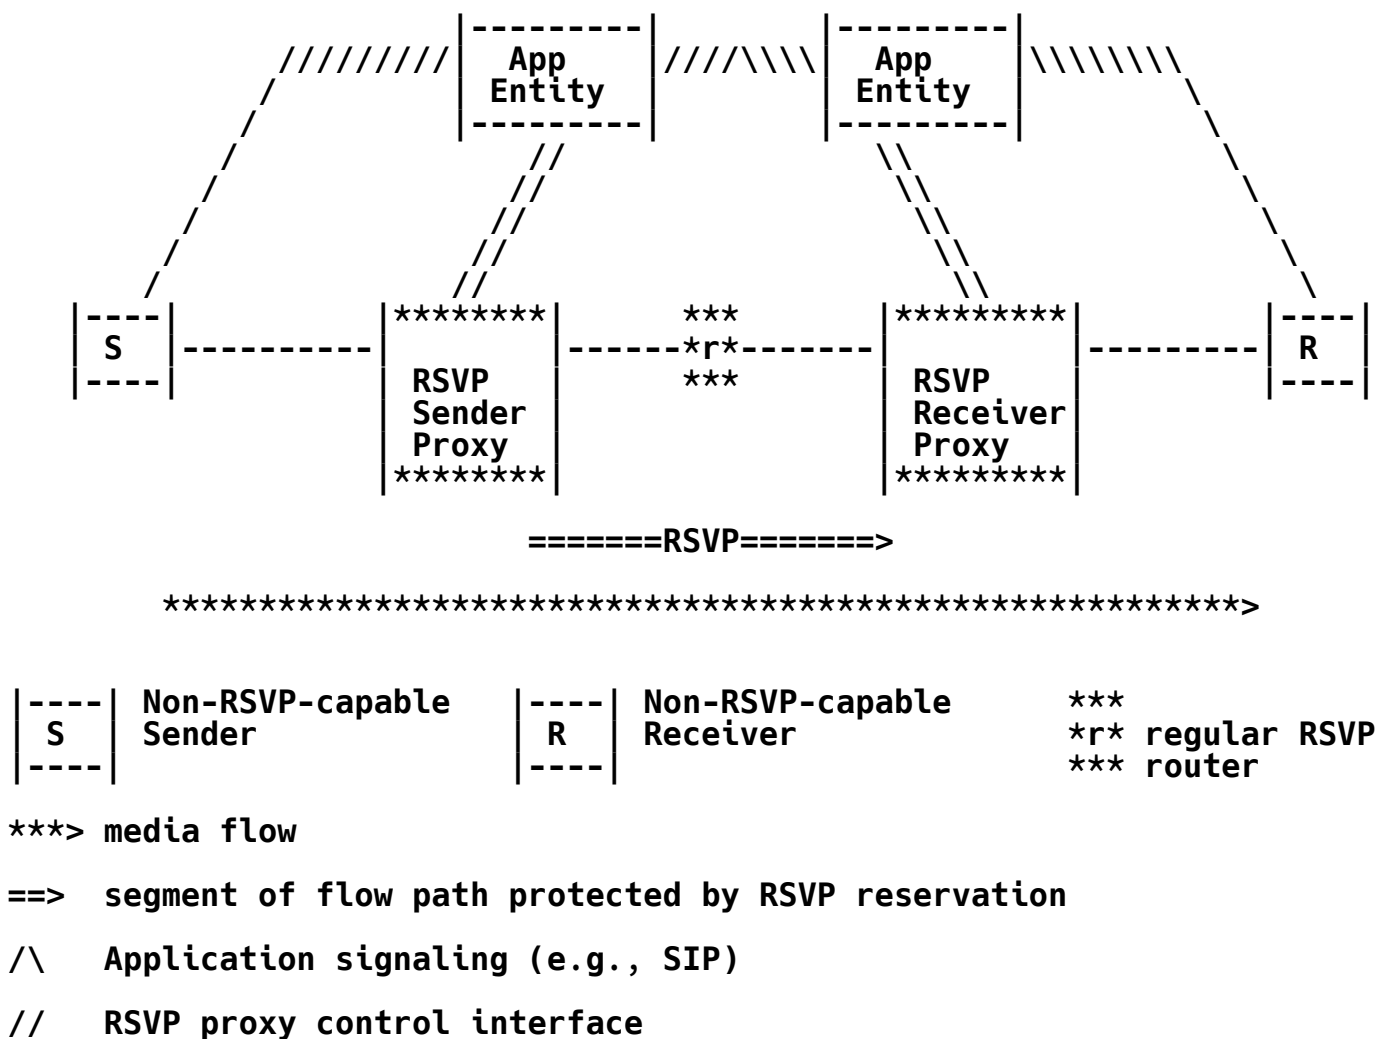 |---------|         |---------|
               /////////|  App    |////\\\\|  App    |\\\\\\\\
              /         | Entity  |        | Entity  |        \
             /          |---------|        |---------|         \
            /                //                \\               \
           /                //                  \\               \
          /                //                    \\               \
         /                //                      \\               \
        /                //                        \\               \
    |----|          |********|      ***       |*********|         |----|
    | S  |----------|        |------*r*-------|         |---------| R  |
    |----|          | RSVP   |      ***       | RSVP    |         |----|
                    | Sender |                | Receiver|
                    | Proxy  |                | Proxy   |
                    |********|                |*********|
                           =======RSVP=======>
        ********************************************************>
|----| Non-RSVP-capable   |----| Non-RSVP-capable      ***
| S  | Sender             | R  | Receiver              *r* regular RSVP
|----|                    |----|                       *** router
***> media flow
==>  segment of flow path protected by RSVP reservation
/\   Application signaling (e.g., SIP)
//   RSVP proxy control interface